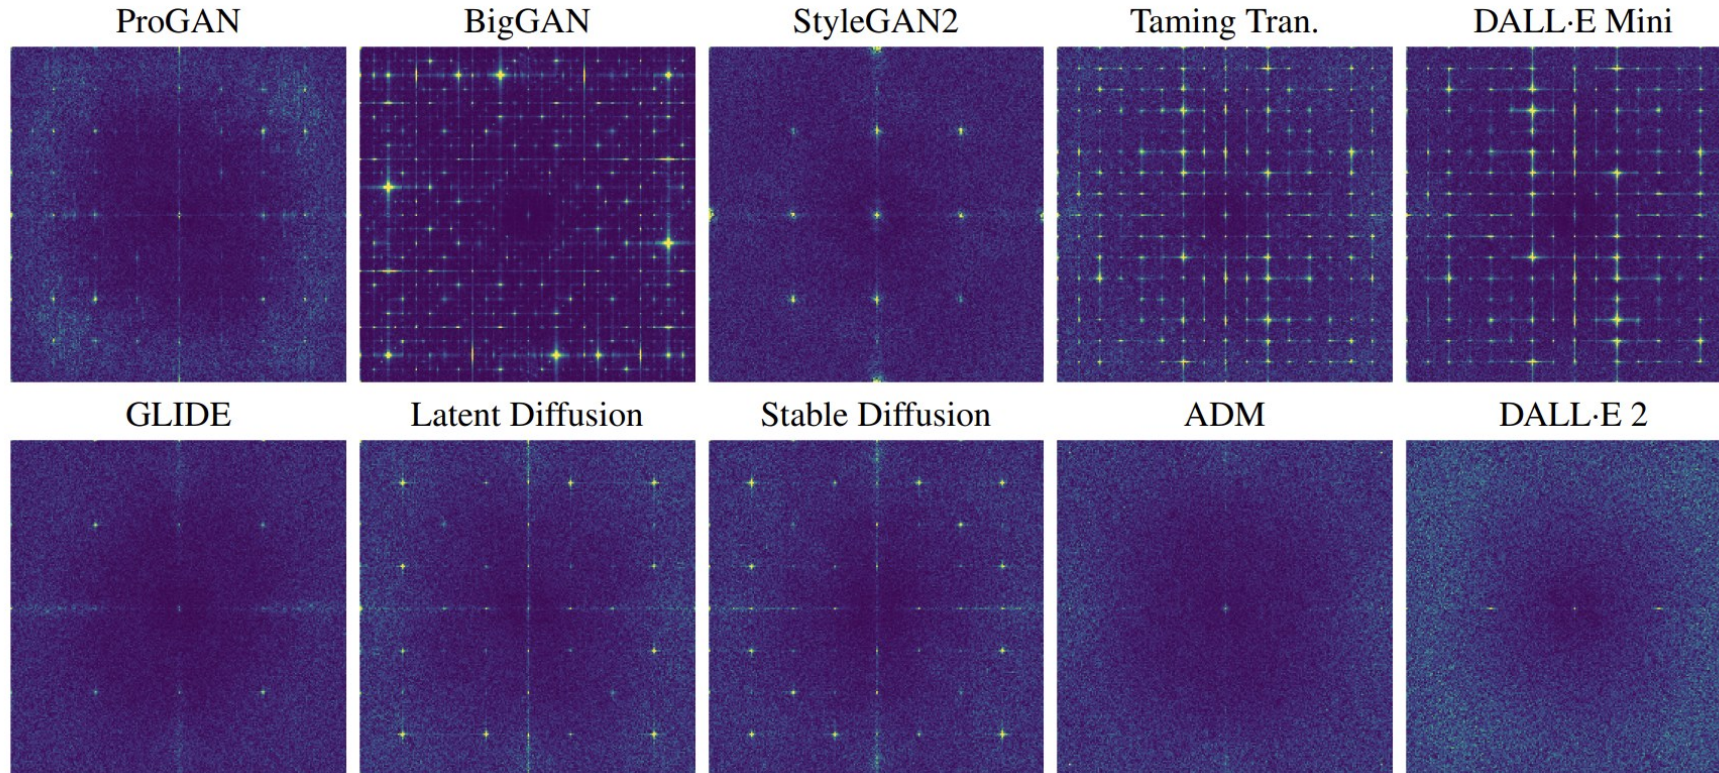 ProGAN BigGAN StyleGAN2 Taming Tran. DALL·E Mini
GLIDE Latent Diffusion Stable Diffusion ADM DALL·E 2